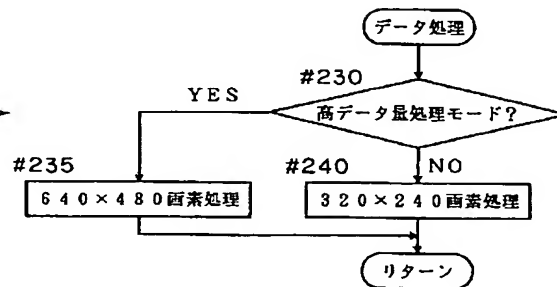 データ処理
#230
YES
高データ量処理モード?
#235
#240
NO
640×480画素処理
320×240画素処理
リターン